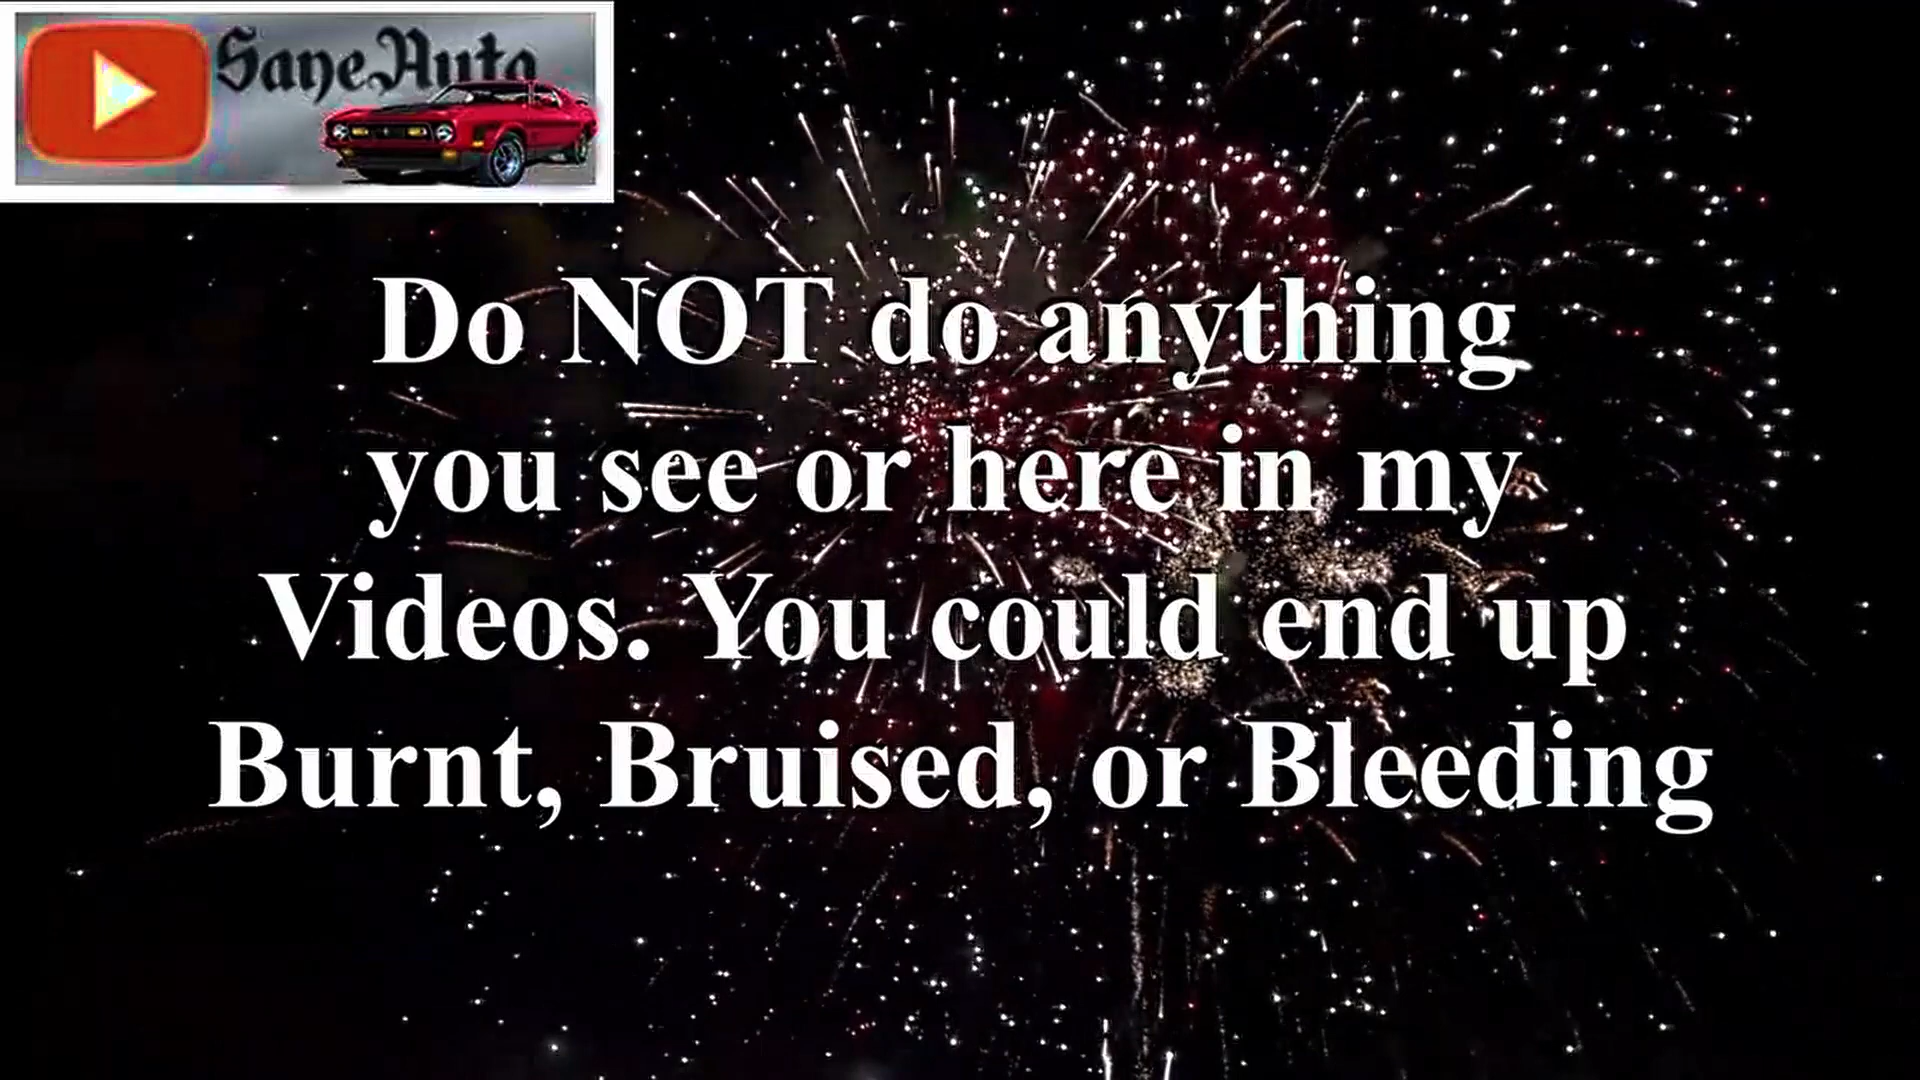 SaneAuto
Do NOT do anything
you see or here in my
Videos. You could end up
Burnt, Bruised, or Bleeding